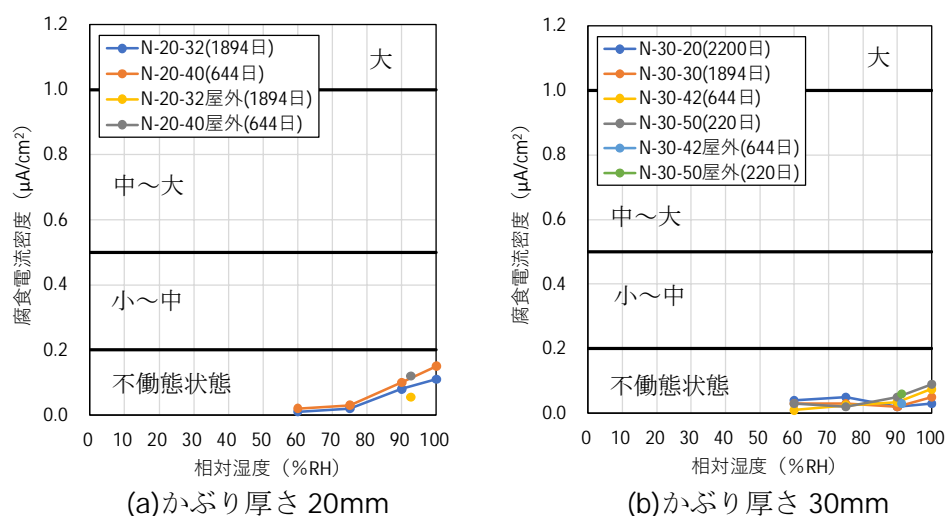 1.2
1.0
0.8
0.6
0.4
0.2
0.0
腐食電流密度（μA/cm²）
N-20-32(1894日)
N-20-40(644日)
N-20-32屋外(1894日)
N-20-40屋外(644日)
大
中～大
小～中
不働態状態
0 10 20 30 40 50 60 70 80 90 100
相対湿度（%RH）
(a)かぶり厚さ 20mm
1.2
1.0
0.8
0.6
0.4
0.2
0.0
腐食電流密度（μA/cm²）
N-30-20(2200日)
N-30-30(1894日)
N-30-42(644日)
N-30-50(220日)
N-30-42屋外(644日)
N-30-50屋外(220日)
大
中～大
小～中
不働態状態
0 10 20 30 40 50 60 70 80 90 100
相対湿度（%RH）
(b)かぶり厚さ 30mm